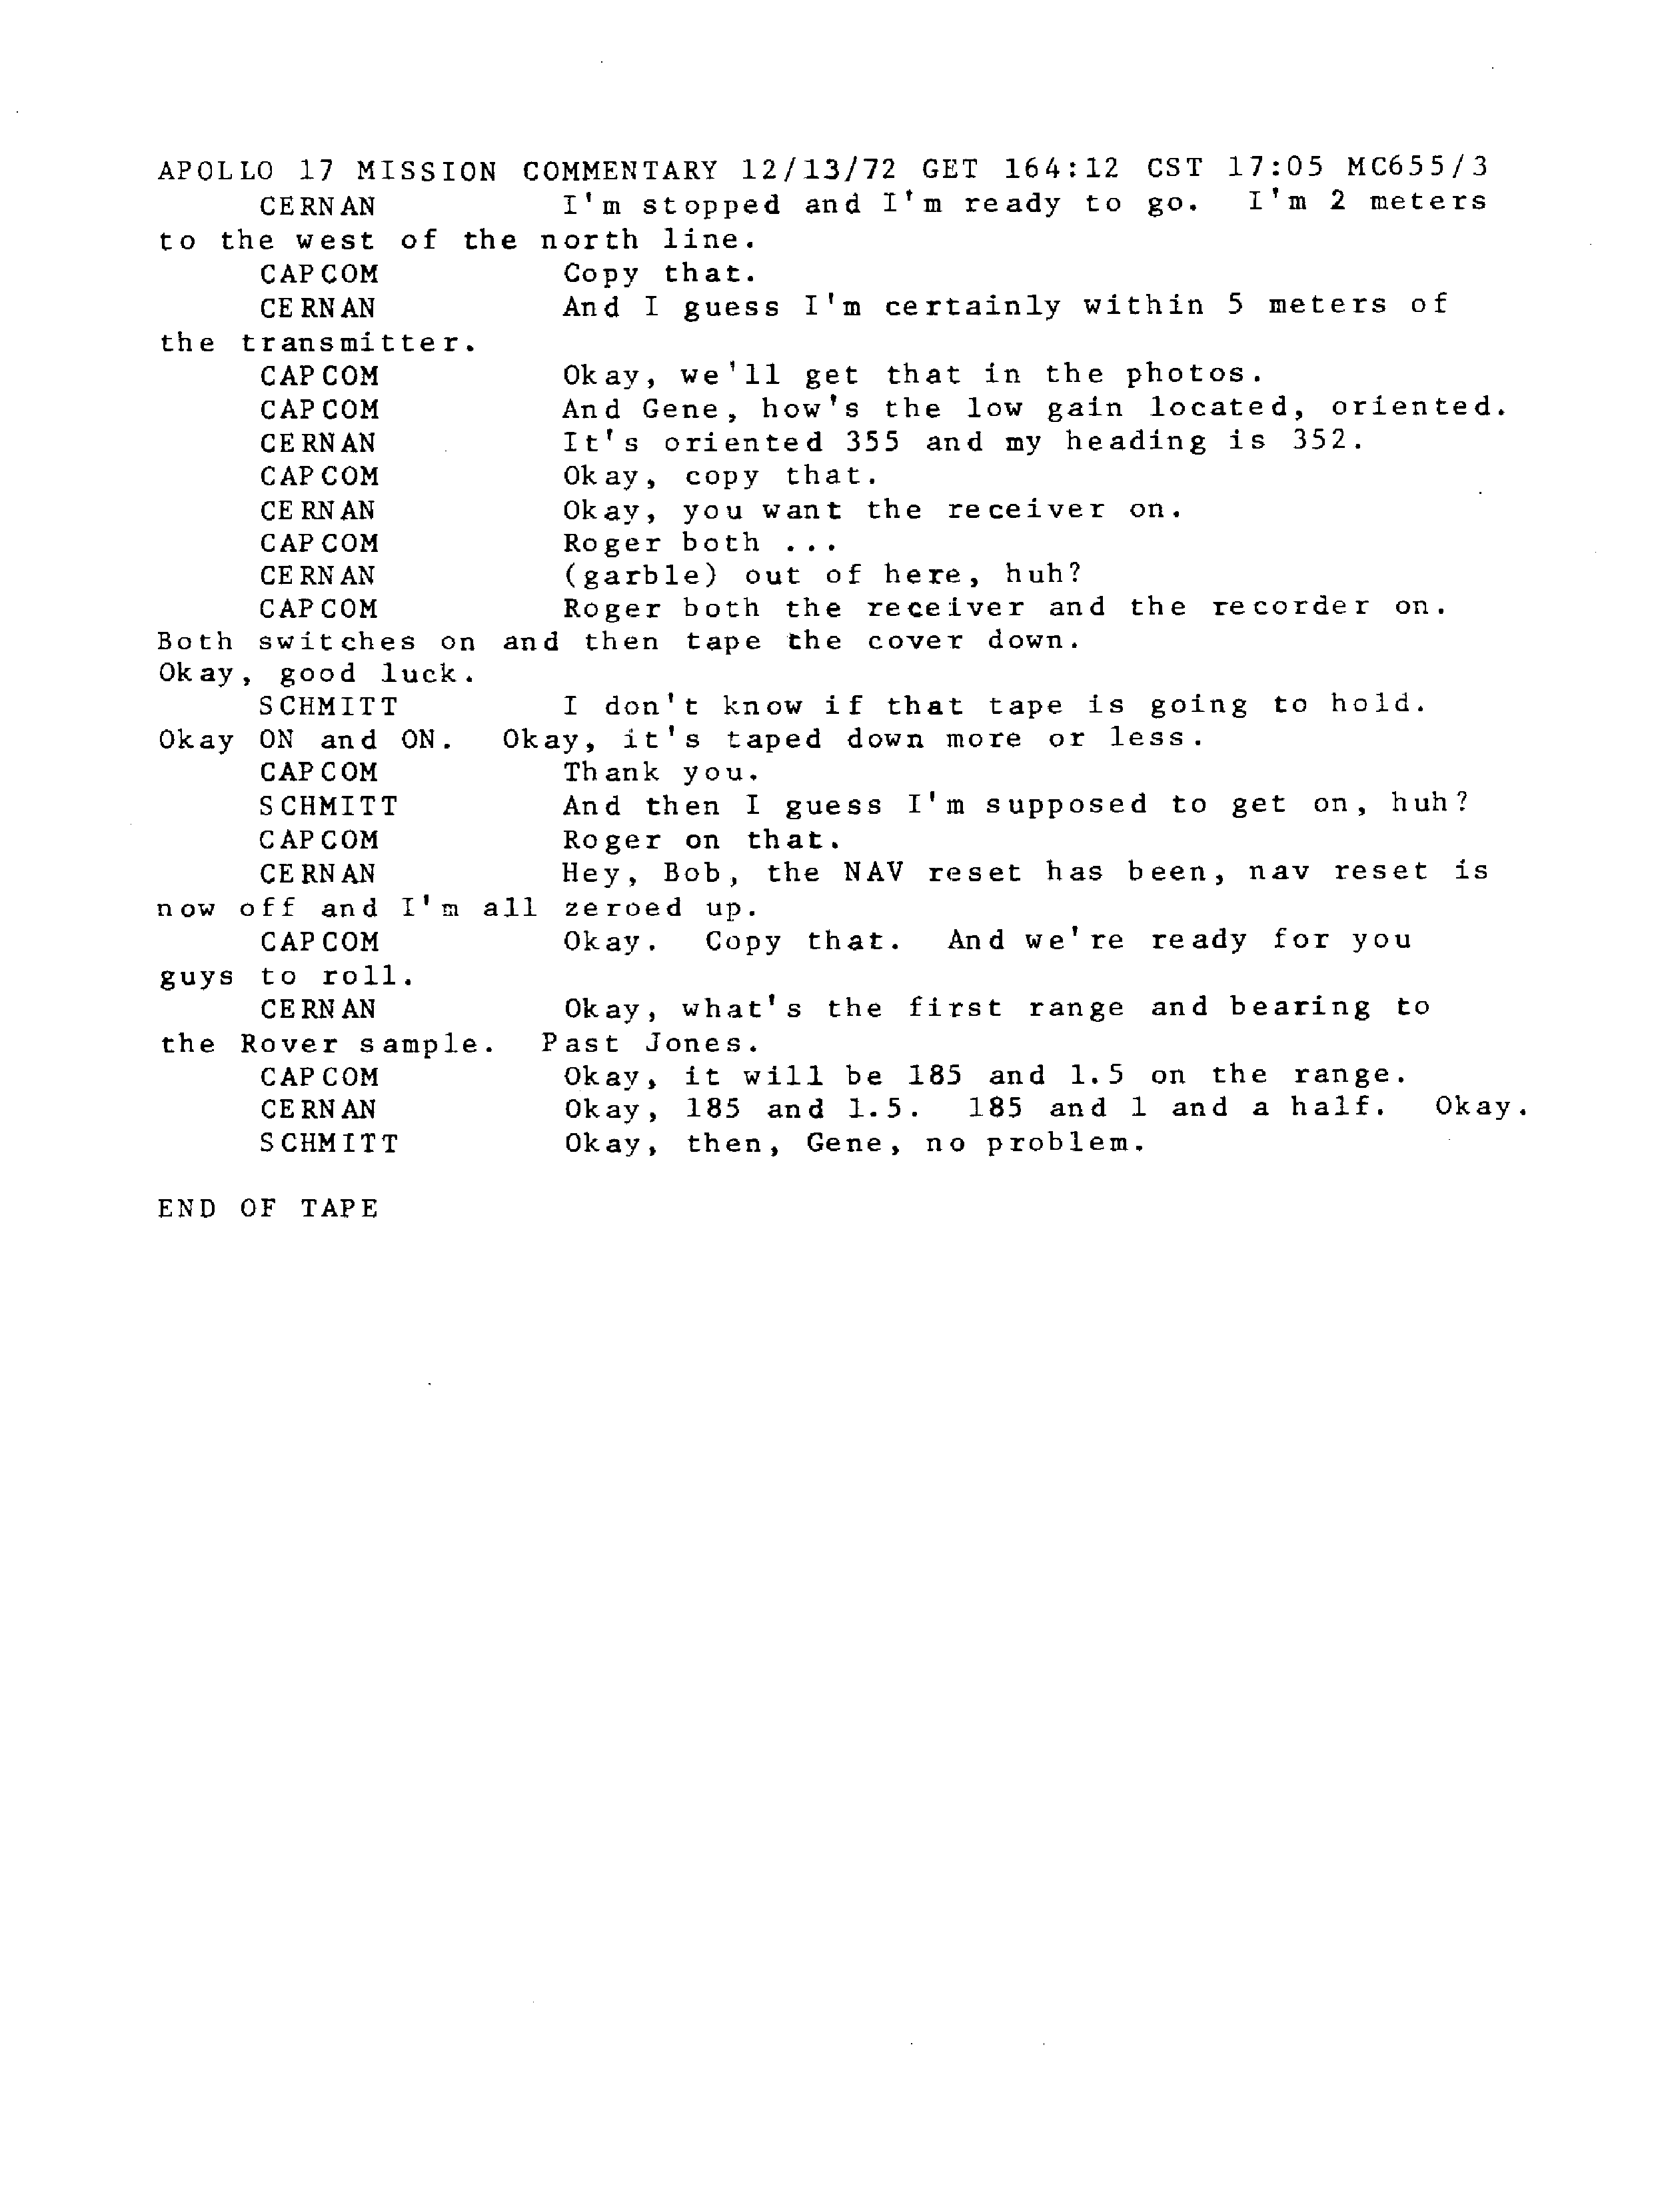 APOLLO 17 MISSION COMMENTARY 12/13/72 GET 164:12 CST 17:05 MC655/3
CERNAN I'm stopped and I'm ready to go. I'm 2 meters
to the west of the north line.
CAPCOM Copy that.
CERNAN And I guess I'm certainly within 5 meters of
the transmitter.
CAPCOM Okay, we'll get that in the photos.
CAPCOM And Gene, how's the low gain located, oriented.
CERNAN It's oriented 355 and my heading is 352.
CAPCOM Okay, copy that.
CERNAN Okay, you want the receiver on.
CAPCOM Roger both ...
CERNAN (garble) out of here, huh?
CAPCOM Roger both the receiver and the recorder on.
Both switches on and then tape the cover down.
Okay, good luck.
SCHMITT I don't know if that tape is going to hold.
Okay ON and ON. Okay, it's taped down more or less.
CAPCOM Thank you.
SCHMITT And then I guess I'm supposed to get on, huh?
CAPCOM Roger on that.
CERNAN Hey, Bob, the NAV reset has been, nav reset is
now off and I'm all zeroed up.
CAPCOM Okay. Copy that. And we're ready for you
guys to roll.
CERNAN Okay, what's the first range and bearing to
the Rover sample. Past Jones.
CAPCOM Okay, it will be 185 and 1.5 on the range.
CERNAN Okay, 185 and 1.5. 185 and 1 and a half. Okay.
SCHMITT Okay, then, Gene, no problem.
END OF TAPE